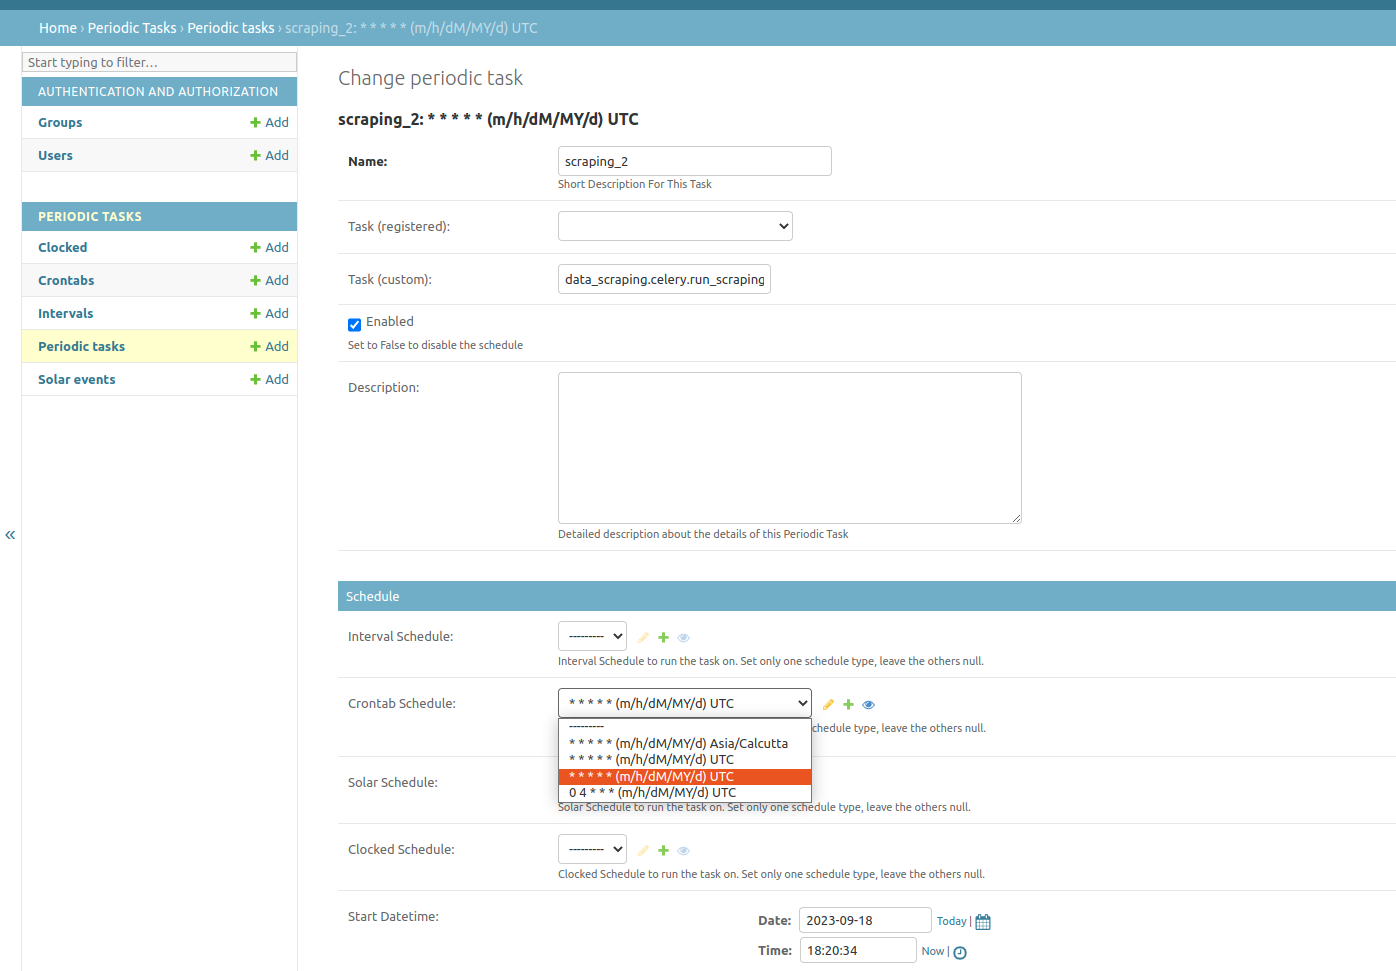 Home › Periodic Tasks › Periodic tasks › scraping_2: * * * * * (m/h/dM/MY/d) UTC
Start typing to filter...
AUTHENTICATION AND AUTHORIZATION
Groups + Add
Users + Add
PERIODIC TASKS
Clocked + Add
Crontabs + Add
Intervals + Add
Periodic tasks + Add
Solar events + Add
«
Change periodic task
scraping_2: * * * * * (m/h/dM/MY/d) UTC
Name: scraping_2
Short Description For This Task
Task (registered):
Task (custom): data_scraping.celery.run_scraping
Enabled
Set to False to disable the schedule
Description:
Detailed description about the details of this Periodic Task
Schedule
Interval Schedule: ---------
Interval Schedule to run the task on. Set only one schedule type, leave the others null.
Crontab Schedule: * * * * * (m/h/dM/MY/d) UTC
---------
chedule type, leave the others null.
* * * * * (m/h/dM/MY/d) Asia/Calcutta
* * * * * (m/h/dM/MY/d) UTC
* * * * * (m/h/dM/MY/d) UTC
0 4 * * * (m/h/dM/MY/d) UTC
Solar Schedule:
Solar Schedule to run the task on. Set only one schedule type, leave the others null.
Clocked Schedule: ---------
Clocked Schedule to run the task on. Set only one schedule type, leave the others null.
Start Datetime:
Date: 2023-09-18 Today |
Time: 18:20:34 Now |